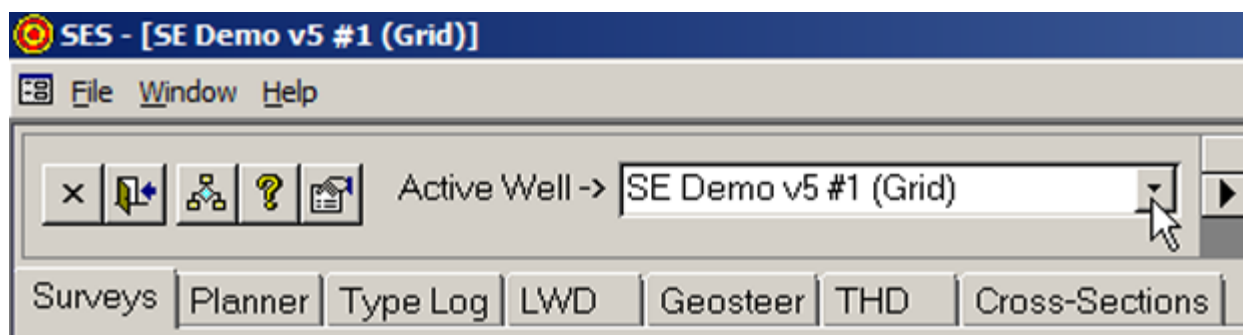 SES - [SE Demo v5 #1 (Grid)]
File Window Help
Active Well -> SE Demo v5 #1 (Grid)
Surveys Planner Type Log LWD Geosteer THD Cross-Sections